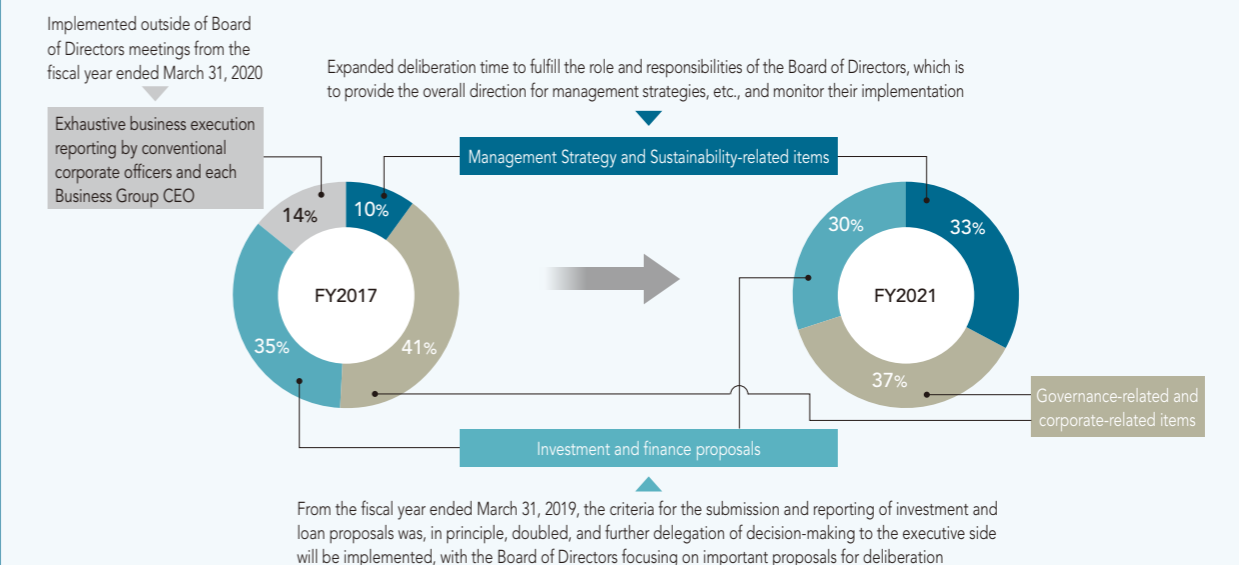 Implemented outside of Board
of Directors meetings from the
fiscal year ended March 31, 2020
Expanded deliberation time to fulfill the role and responsibilities of the Board of Directors, which is
to provide the overall direction for management strategies, etc., and monitor their implementation
Exhaustive business execution
reporting by conventional
corporate officers and each
Business Group CEO
Management Strategy and Sustainability-related items
14%
10%
35%
41%
FY2017
30%
33%
37%
FY2021
Governance-related and
corporate-related items
Investment and finance proposals
From the fiscal year ended March 31, 2019, the criteria for the submission and reporting of investment and
loan proposals was, in principle, doubled, and further delegation of decision-making to the executive side
will be implemented, with the Board of Directors focusing on important proposals for deliberation